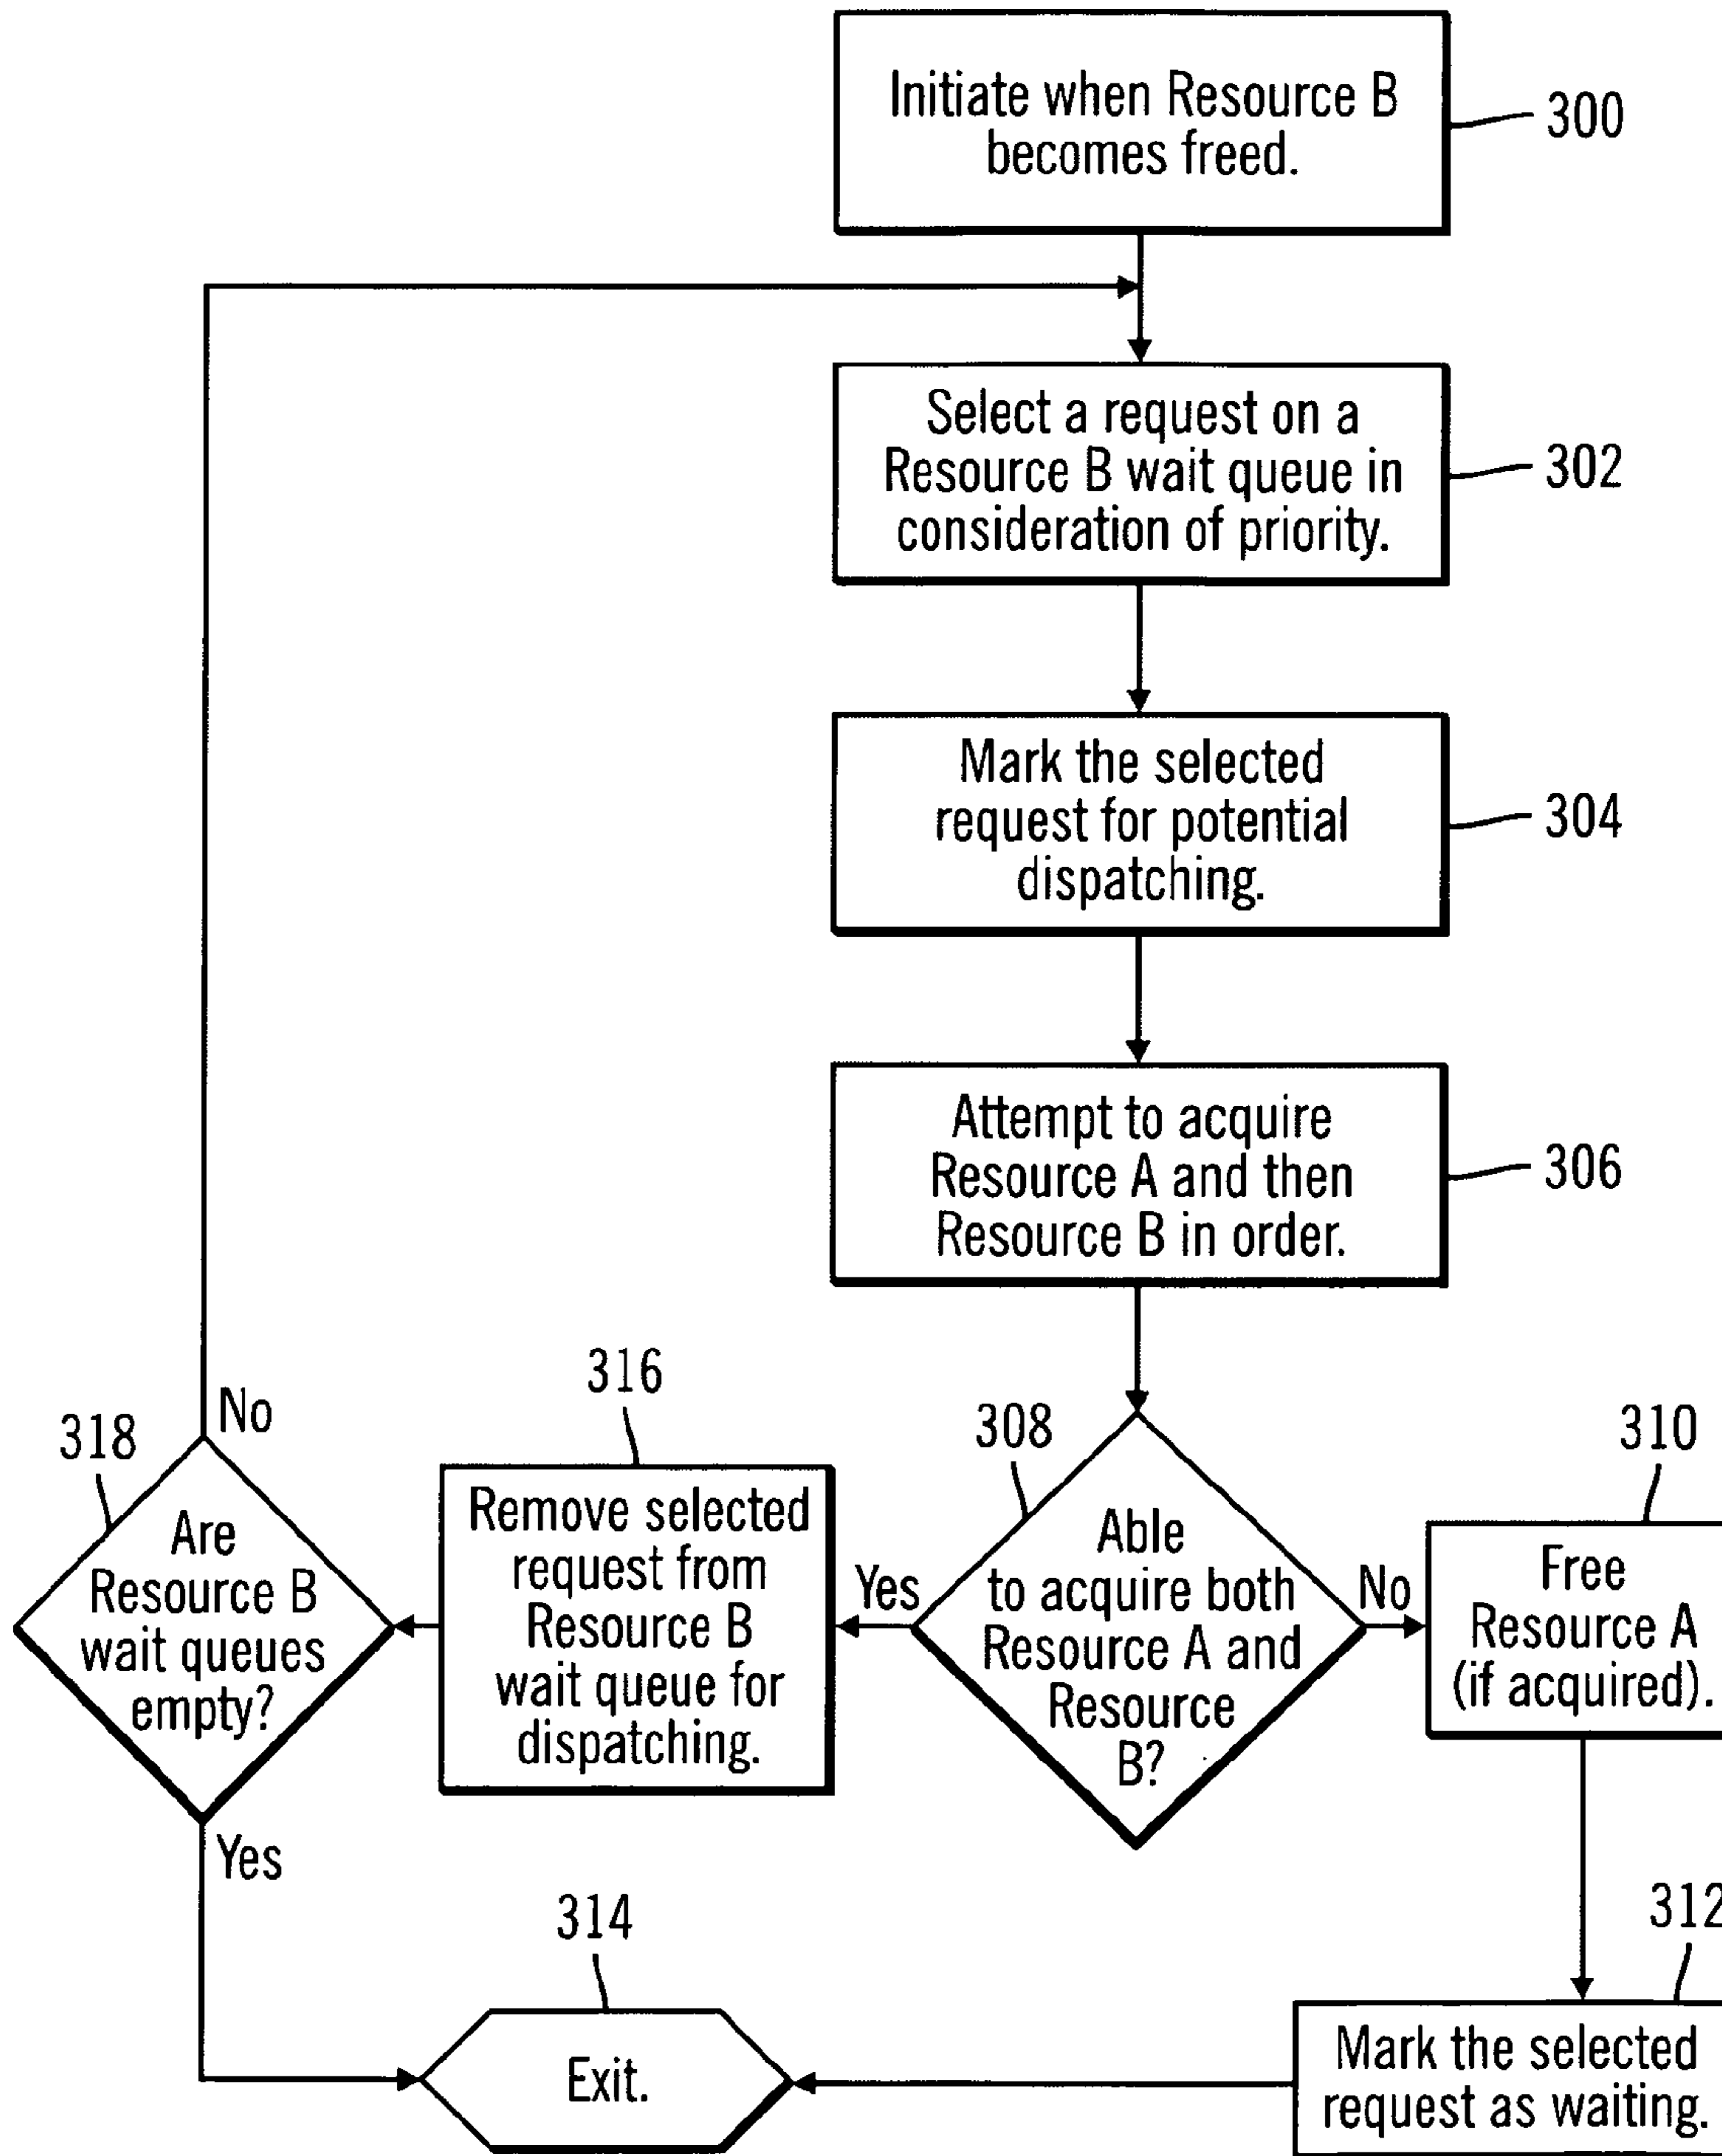 Initiate when Resource B
becomes freed.
300
Select a request on a
Resource B wait queue in
consideration of priority.
302
Mark the selected
request for potential
dispatching.
304
Attempt to acquire
Resource A and then
Resource B in order.
306
318
No
Are
Resource B
wait queues
empty?
Yes
316
Remove selected
request from
Resource B
wait queue for
dispatching.
308
Yes
Able
to acquire both
Resource A and
Resource
B?
No
310
Free
Resource A
(if acquired).
314
Exit.
312
Mark the selected
request as waiting.